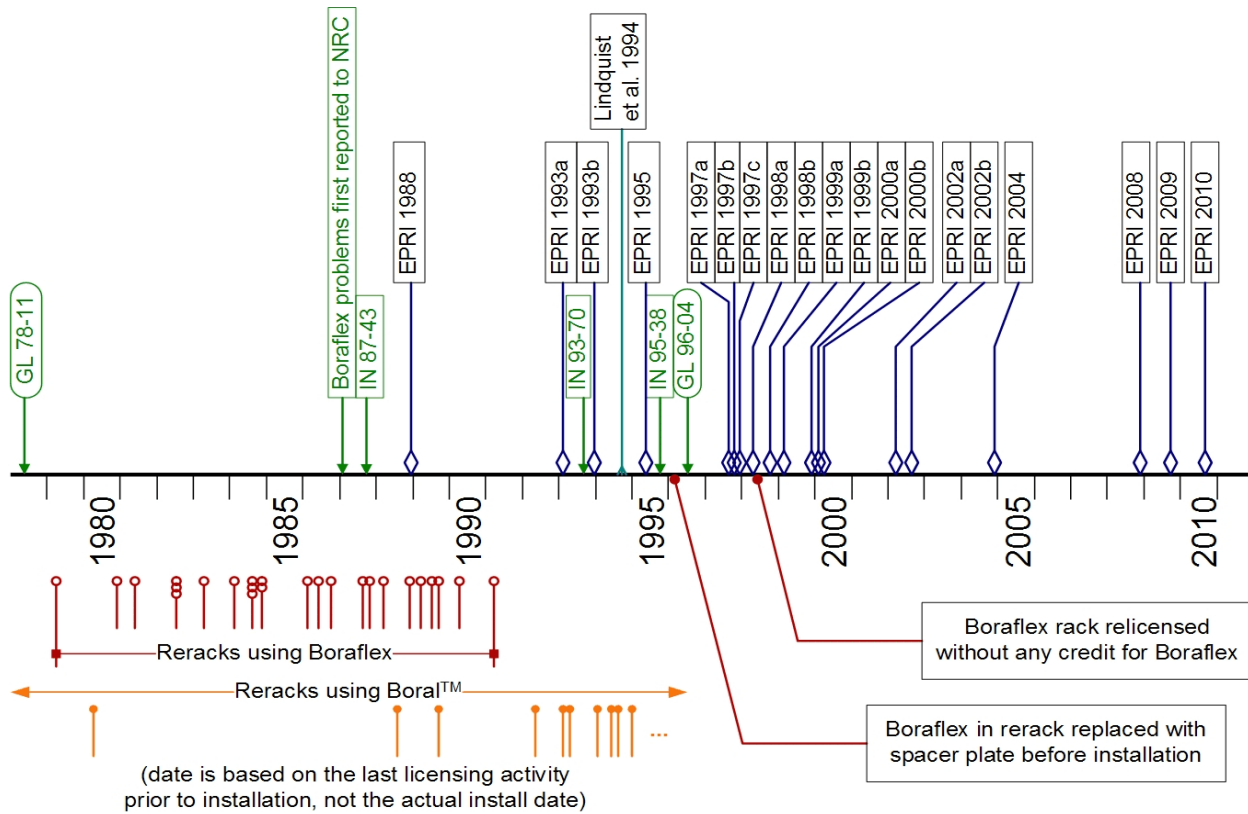 GL 78-11
Boraflex problems first reported to NRC
IN 87-43
EPRI 1988
EPRI 1993a
IN 93-70
EPRI 1993b
Lindquist
et al. 1994
EPRI 1995
IN 95-38
GL 96-04
EPRI 1997a
EPRI 1997b
EPRI 1997c
EPRI 1998a
EPRI 1998b
EPRI 1999a
EPRI 1999b
EPRI 2000a
EPRI 2000b
EPRI 2002a
EPRI 2002b
EPRI 2004
EPRI 2008
EPRI 2009
EPRI 2010
1980
1985
1990
1995
2000
2005
2010
Reracks using Boraflex
Reracks using Boral™
...
(date is based on the last licensing activity
prior to installation, not the actual install date)
Boraflex rack relicensed
without any credit for Boraflex
Boraflex in rerack replaced with
spacer plate before installation